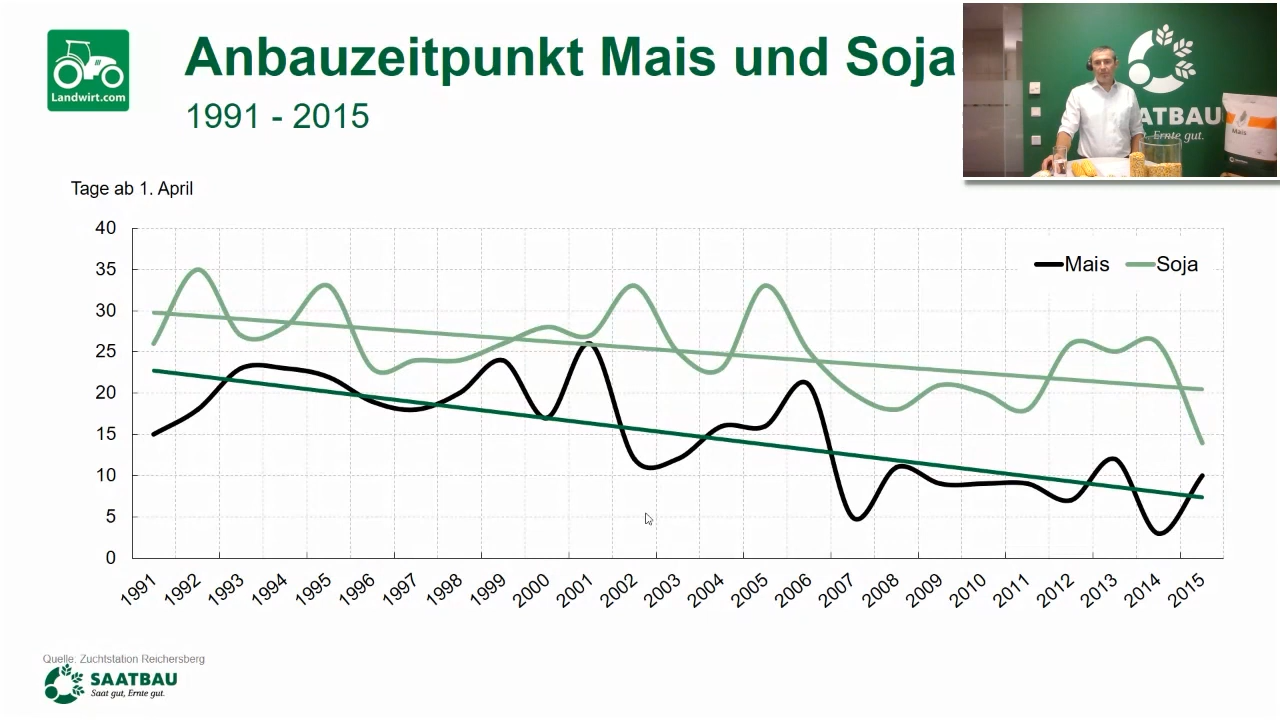 Landwirt.com
Anbauzeitpunkt Mais und Soja
1991 - 2015
ATBAU
Ernte gut.
Mais
Tage ab 1. April
40
35
30
25
20
15
10
5
0
Mais
Soja
1991
1992
1993
1994
1995
1996
1997
1998
1999
2000
2001
2002
2003
2004
2005
2006
2007
2008
2009
2010
2011
2012
2013
2014
2015
Quelle: Zuchtstation Reichersberg
SAATBAU
Saat gut, Ernte gut.